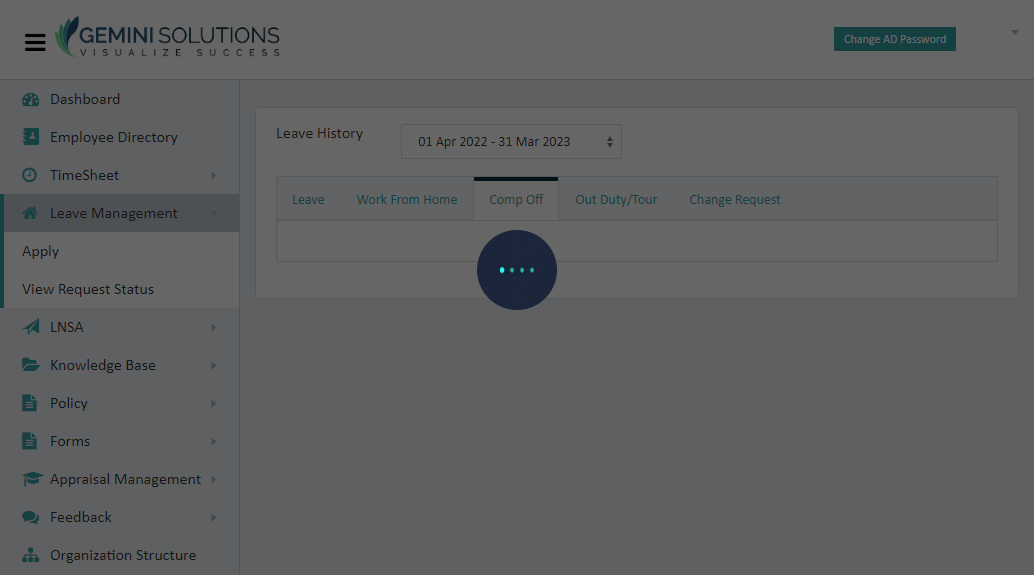 GEMINI SOLUTIONS
VISUALIZE SUCCESS
Change AD Password
Dashboard
Employee Directory
TimeSheet
Leave Management
Apply
View Request Status
LNSA
Knowledge Base
Policy
Forms
Appraisal Management
Feedback
Organization Structure
Leave History
01 Apr 2022 - 31 Mar 2023
Leave
Work From Home
Comp Off
Out Duty/Tour
Change Request